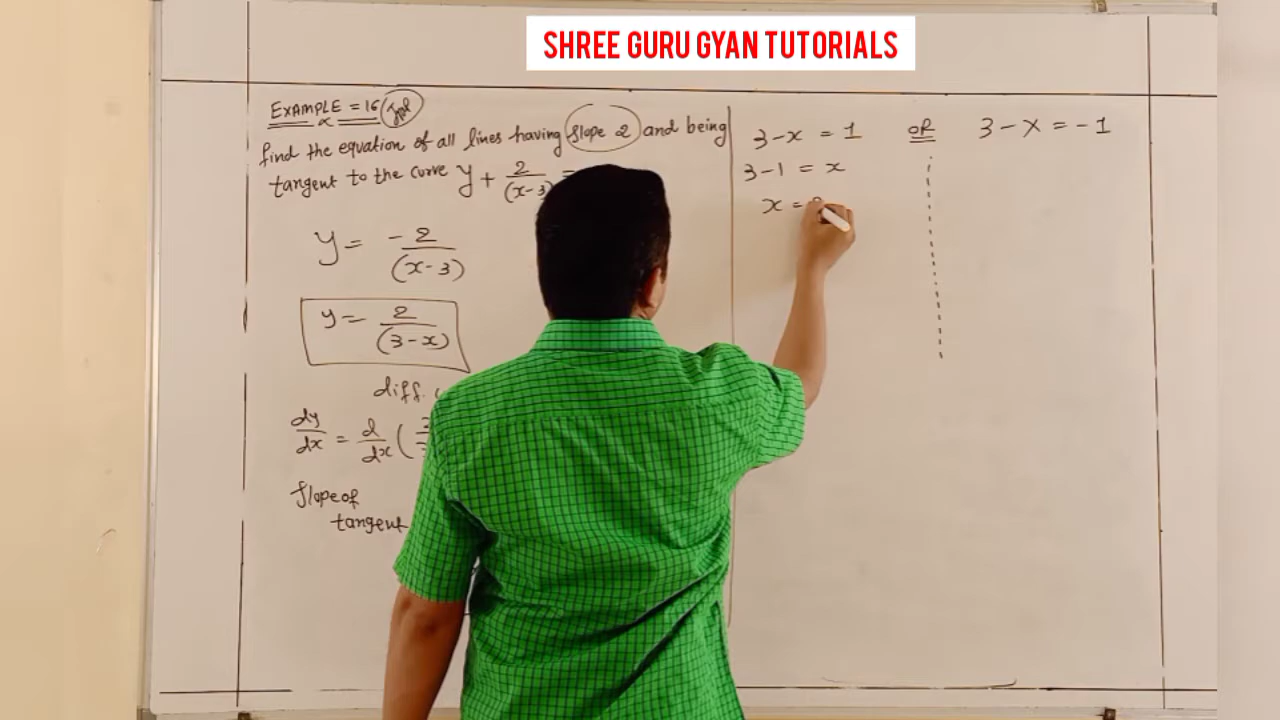 SHREE GURU GYAN TUTORIALS
EXAMPLE = 16
find the equation of all lines having slope 2 and being
tangent to the curve y + 2/(x-3) =
y = -2/(x-3)
y = 2/(3-x)
diff.
dy/dx = d/dx (
slope of
tangent
3-x = 1 OR 3-x = -1
3-1 = x
x =